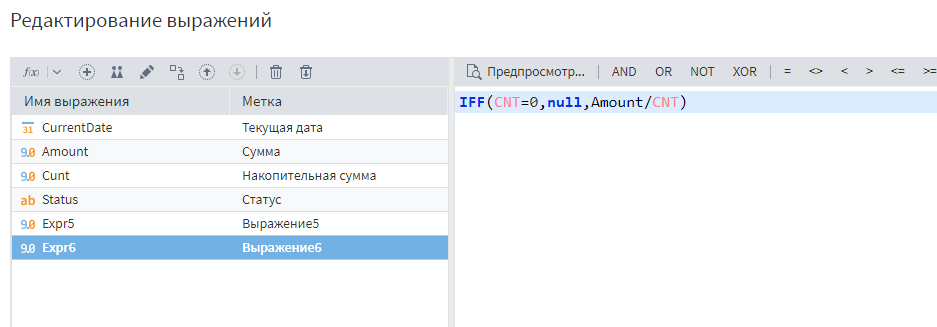 Редактирование выражений
f(x) Предпросмотр... AND OR NOT XOR = <> < > <= >=
Имя выражения Метка
IFF(CNT=0,null,Amount/CNT)
31 CurrentDate Текущая дата
9.0 Amount Сумма
9.0 Cunt Накопительная сумма
ab Status Статус
9.0 Expr5 Выражение5
9.0 Expr6 Выражение6